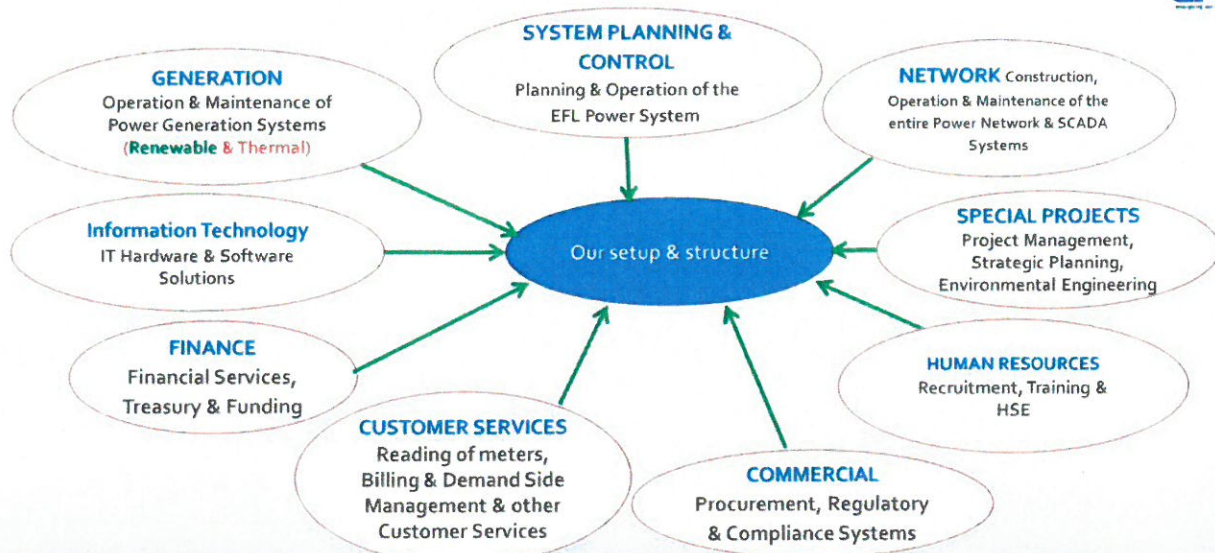 SYSTEM PLANNING &
CONTROL
Planning & Operation of the
EFL Power System
GENERATION
Operation & Maintenance of
Power Generation Systems
(Renewable & Thermal)
NETWORK Construction,
Operation & Maintenance of the
entire Power Network & SCADA
Systems
Information Technology
IT Hardware & Software
Solutions
Our setup & structure
SPECIAL PROJECTS
Project Management,
Strategic Planning,
Environmental Engineering
FINANCE
Financial Services,
Treasury & Funding
HUMAN RESOURCES
Recruitment, Training &
HSE
CUSTOMER SERVICES
Reading of meters,
Billing & Demand Side
Management & other
Customer Services
COMMERCIAL
Procurement, Regulatory
& Compliance Systems